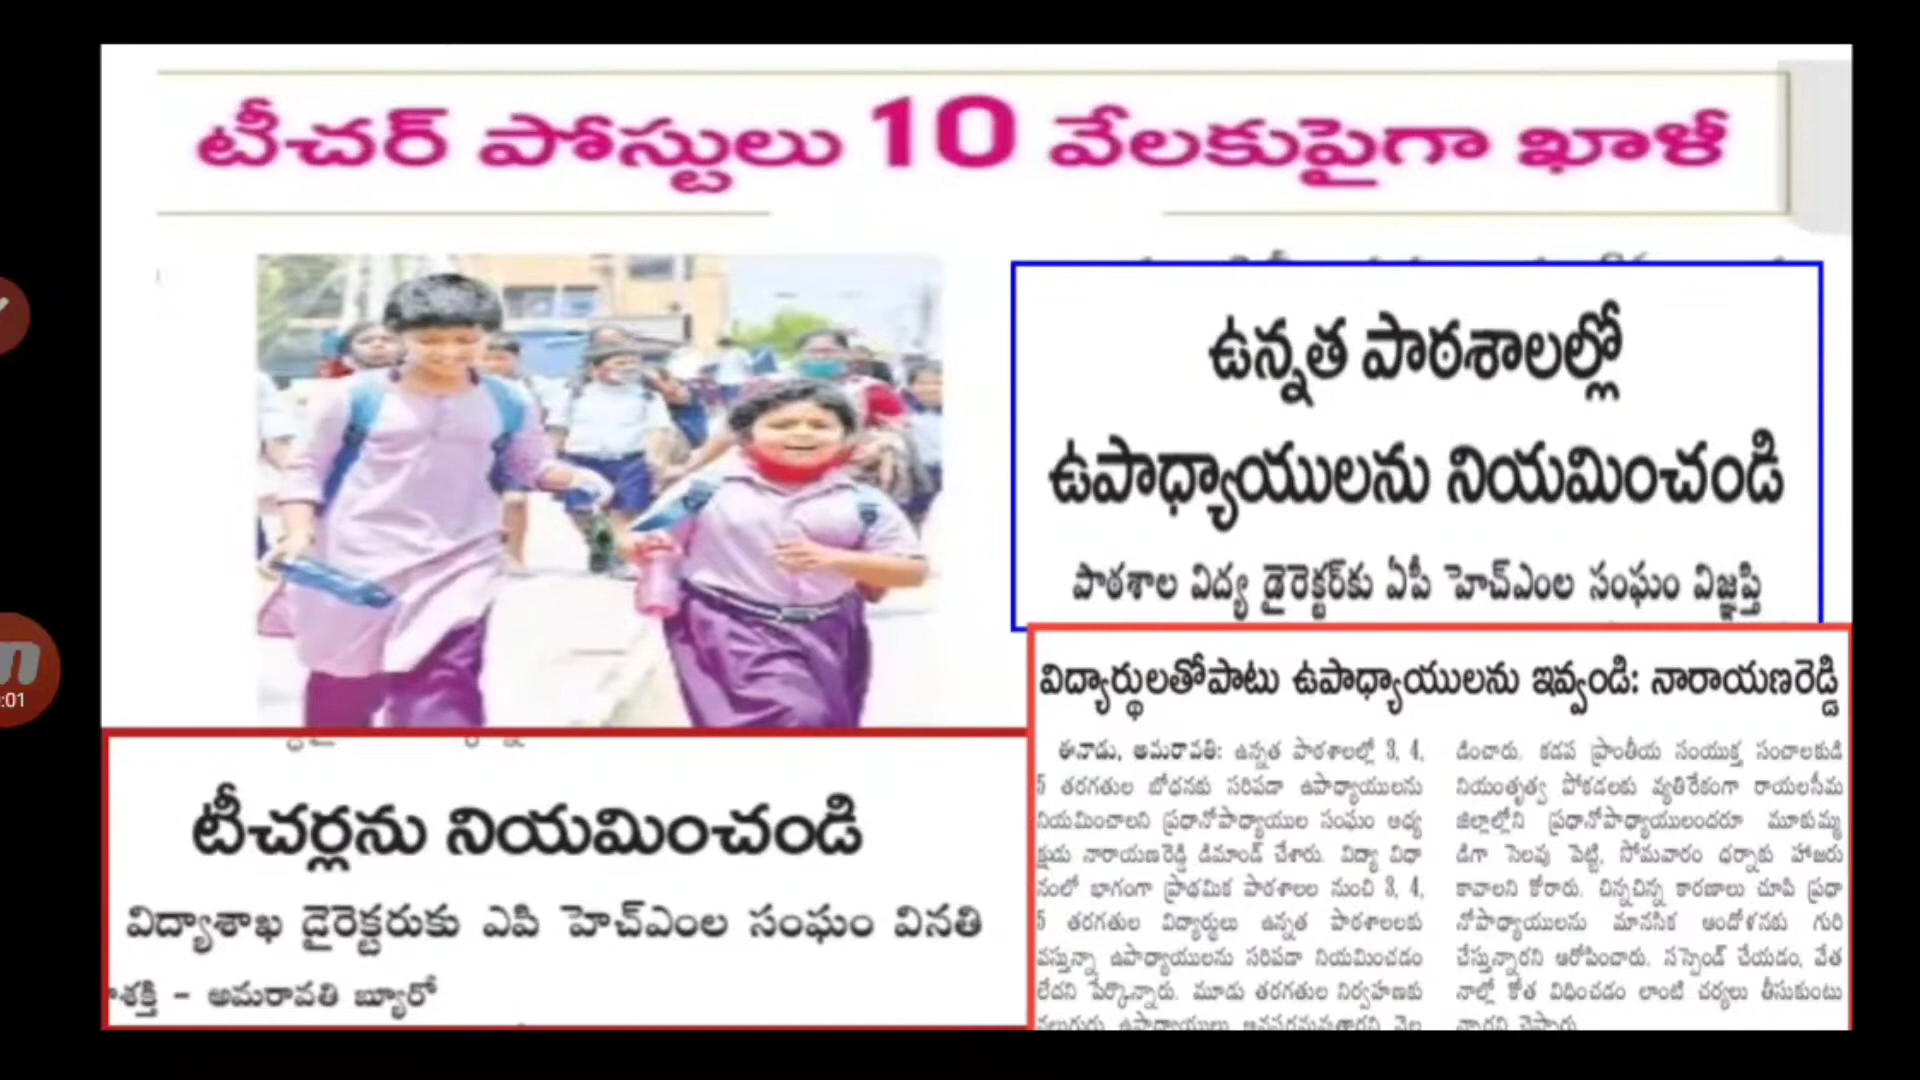 టీచర్ పోస్టులు 10 వేలకుపైగా ఖాళీ
ఉన్నత పాఠశాలల్లో
ఉపాధ్యాయులను నియమించండి
పాఠశాల విద్య డైరెక్టర్‌కు ఏపీ హెచ్ఎంల సంఘం విజ్ఞప్తి
విద్యార్థులతోపాటు ఉపాధ్యాయులను ఇవ్వండి: నారాయణరెడ్డి
ఈనాడు, అమరావతి: ఉన్నత పాఠశాలల్లో 3, 4,
5 తరగతుల బోధనకు సరిపడా ఉపాధ్యాయులను
నియమించాలని ప్రధానోపాధ్యాయుల సంఘం అధ్య
క్షుడు నారాయణరెడ్డి డిమాండ్ చేశారు. విద్యా విధా
నంలో భాగంగా ప్రాథమిక పాఠశాలల నుంచి 3, 4,
5 తరగతుల విద్యార్థులు ఉన్నత పాఠశాలలకు
వస్తున్నా ఉపాధ్యాయులను సరిపడా నియమించడం
లేదని పేర్కొన్నారు. మూడు తరగతుల నిర్వహణకు
డించారు. కడప ప్రాంతీయ సంయుక్త సంచాలకుడి
నియంతృత్వ పోకడలకు వ్యతిరేకంగా రాయలసీమ
జిల్లాల్లోని ప్రధానోపాధ్యాయులందరూ మూకుమ్మ
డిగా సెలవు పెట్టి, సోమవారం ధర్నాకు హాజరు
కావాలని కోరారు. చిన్నచిన్న కారణాలు చూపి ప్రధా
నోపాధ్యాయులను మానసిక ఆందోళనకు గురి
చేస్తున్నారని ఆరోపించారు. సస్పెండ్ చేయడం, వేత
నాల్లో కోత విధించడం లాంటి చర్యలు తీసుకుంటు
న్నారని చెప్పారు.
టీచర్లను నియమించండి
విద్యాశాఖ డైరెక్టరుకు ఎపి హెచ్ఎంల సంఘం వినతి
శక్తి – అమరావతి బ్యూరో
:01